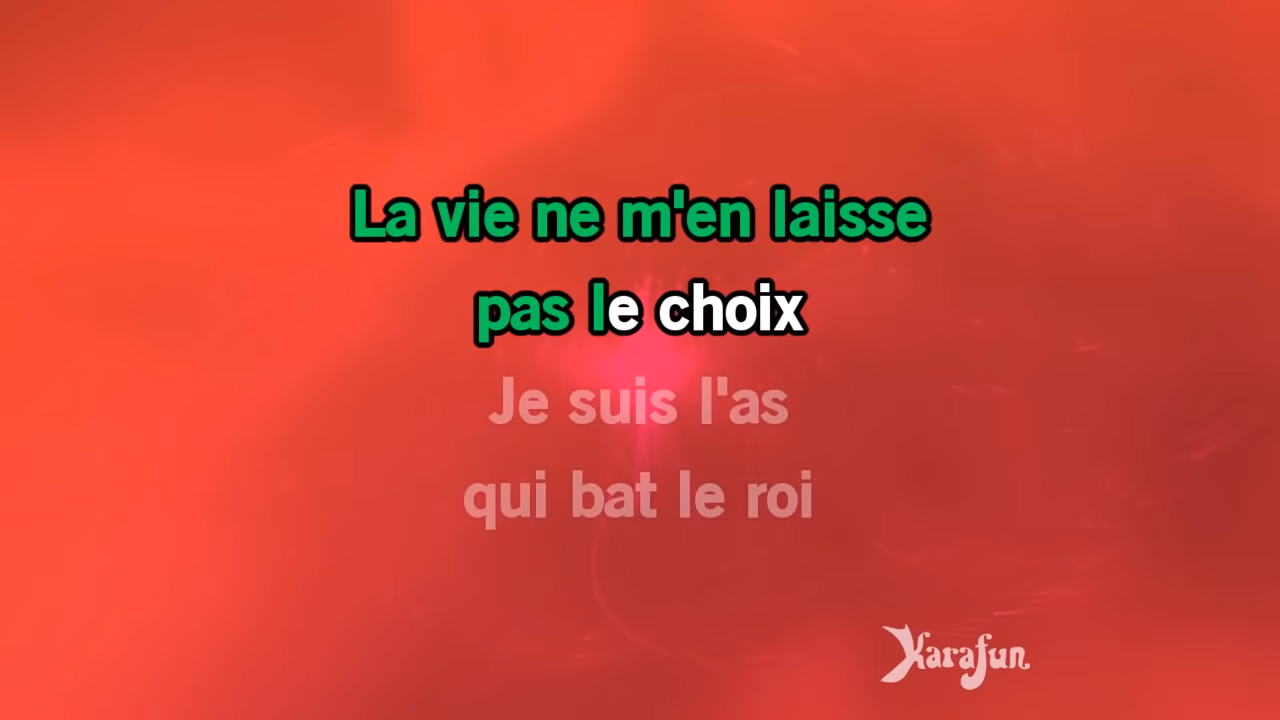 La vie ne m'en laisse
pas le choix
Je suis l'as
qui bat le roi
Karafun